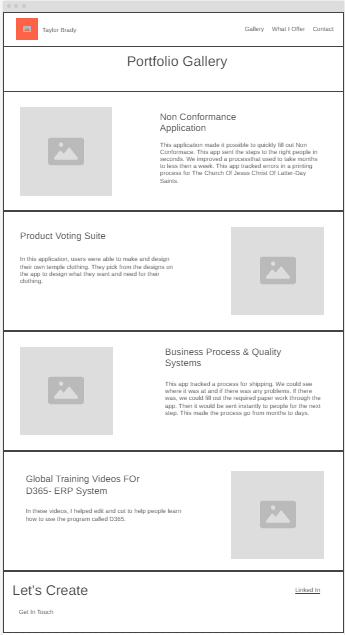 Taylor Brady
Gallery What I Offer Contact
Portfolio Gallery
Non Conformance
Application
This application made it possible to quickly fill out Non
Conformace. This app sent the steps to the right people in
seconds. We improved a processthat used to take months
to weeks or even days. This app tracked errors in a printing
process for The Church Of Jesus Christ Of Latter-Day
Saints.
Product Voting Suite
In this application, users were able to make and design
their own temple clothing. They pick from the designs on
the app to design what they want and need for their
clothing.
Business Process & Quality
Systems
This app tracked a process for shipping. We could see
where it was at and if there was any problems. If there
was, we could fill out the required paper work through the
app. Then it would be sent instantly to people for the next
step. This made the process go from months to days.
Global Training Videos FOr
D365- ERP System
In these videos, I helped edit and cut to help people learn
how to use the program called D365.
Let's Create
Linked In
Get In Touch